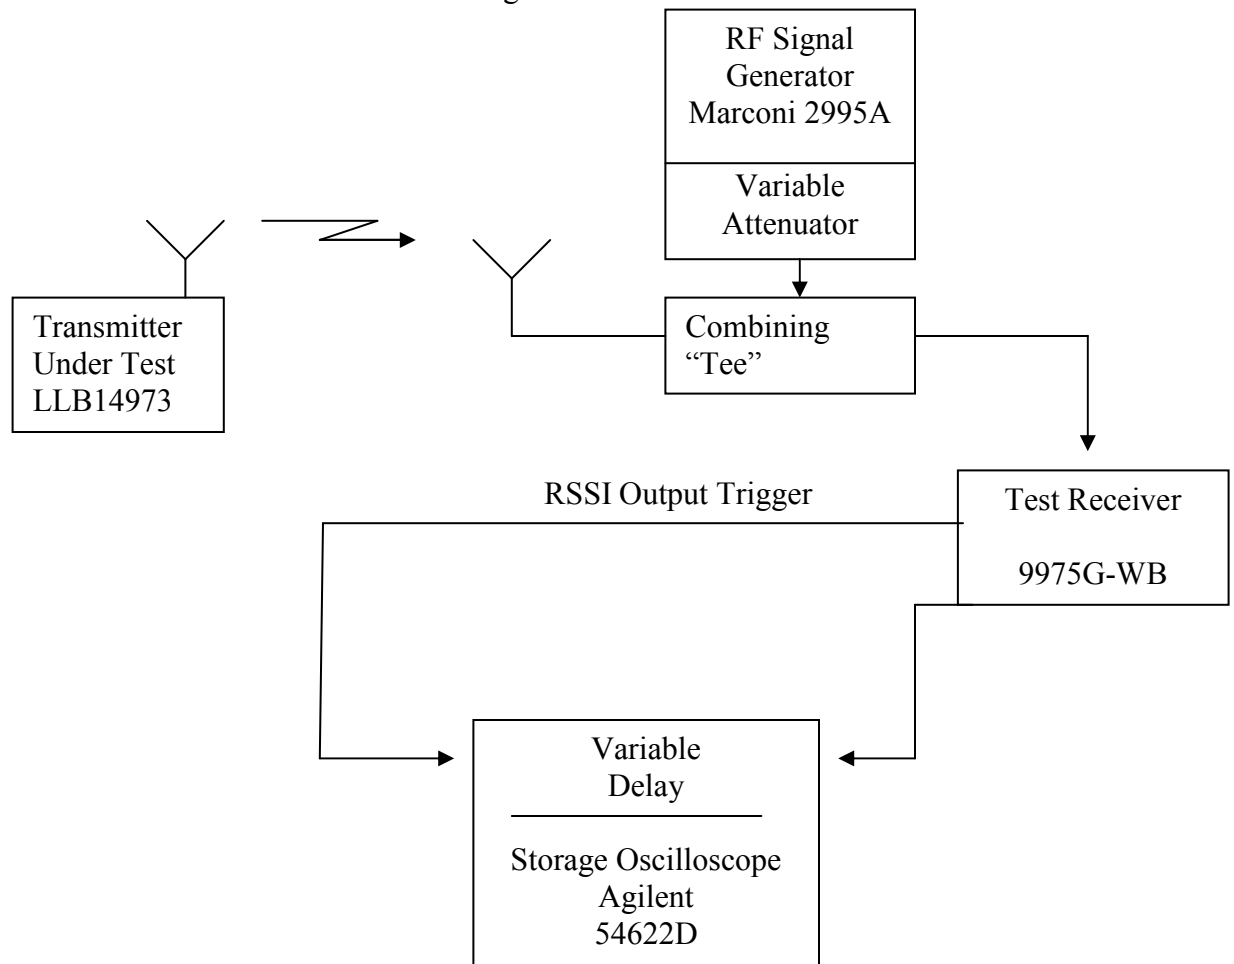 RF Signal
Generator
Marconi 2995A
Variable
Attenuator
Transmitter
Under Test
LLB14973
Combining
“Tee”
RSSI Output Trigger
Test Receiver
9975G-WB
Variable
Delay
Storage Oscilloscope
Agilent
54622D